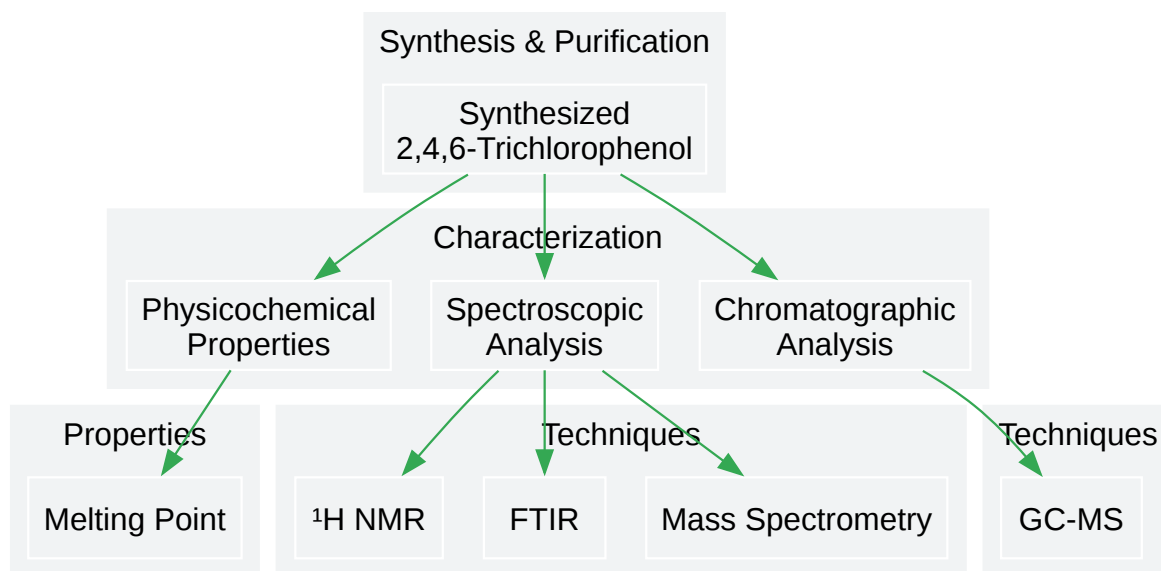 Synthesis & Purification
Synthesized
2,4,6-Trichlorophenol
Characterization
Physicochemical
Properties
Spectroscopic
Analysis
Chromatographic
Analysis
Properties
Techniques
Techniques
Melting Point
¹H NMR
FTIR
Mass Spectrometry
GC-MS